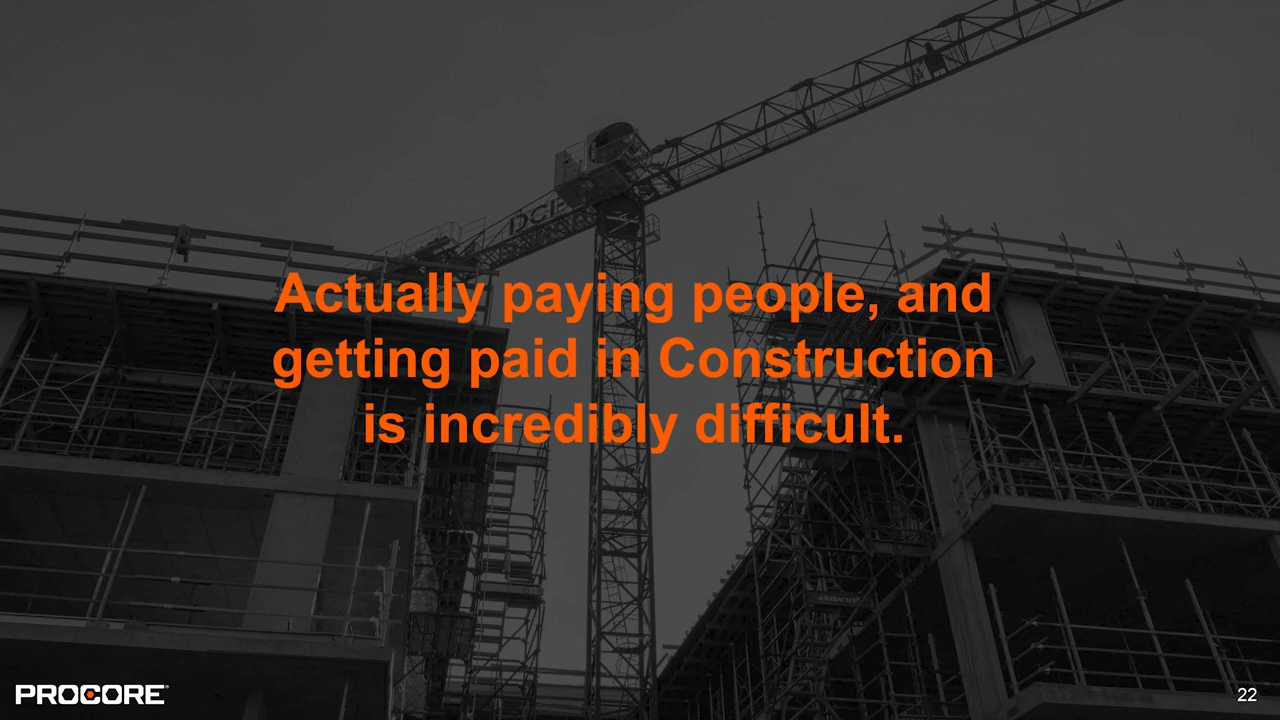 Actually paying people, and
getting paid in Construction
is incredibly difficult.
PROCORE
22